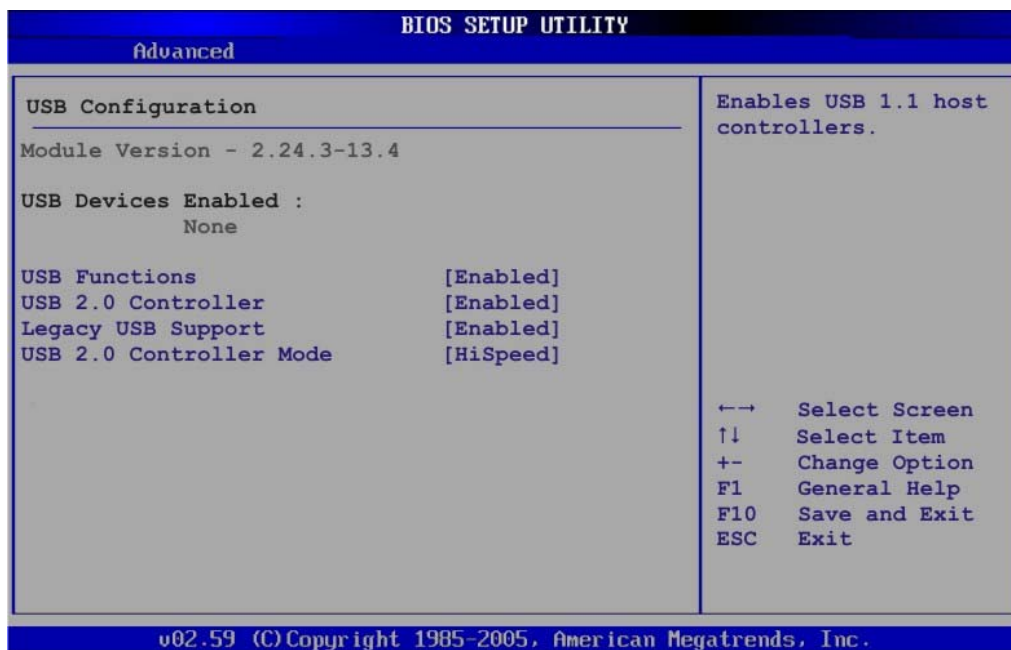 BIOS SETUP UTILITY
Advanced
USB Configuration
Module Version - 2.24.3-13.4
USB Devices Enabled :
None
USB Functions [Enabled]
USB 2.0 Controller [Enabled]
Legacy USB Support [Enabled]
USB 2.0 Controller Mode [HiSpeed]
Enables USB 1.1 host
controllers.
←→ Select Screen
↑↓ Select Item
+- Change Option
F1 General Help
F10 Save and Exit
ESC Exit
v02.59 (C)Copyright 1985-2005, American Megatrends, Inc.